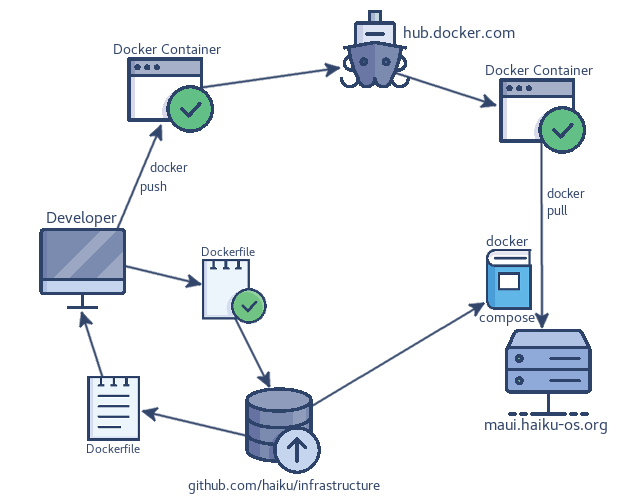 hub.docker.com
Docker Container
Docker Container
docker
push
docker
pull
Developer
Dockerfile
docker
compose
Dockerfile
maui.haiku-os.org
github.com/haiku/infrastructure